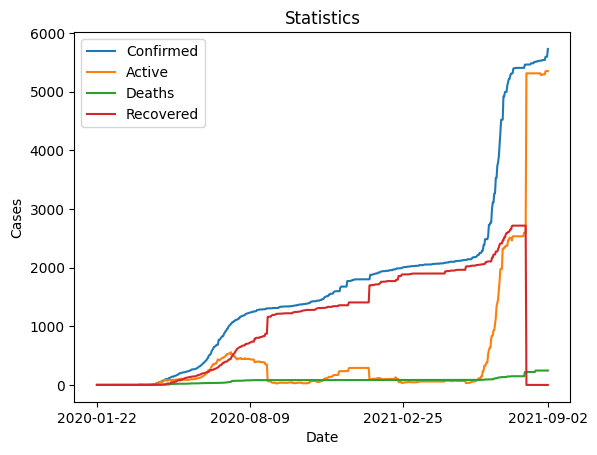 Statistics
6000
5000
4000
3000
2000
1000
0
Cases
Confirmed
Active
Deaths
Recovered
2020-01-22 2020-08-09 2021-02-25 2021-09-02
Date